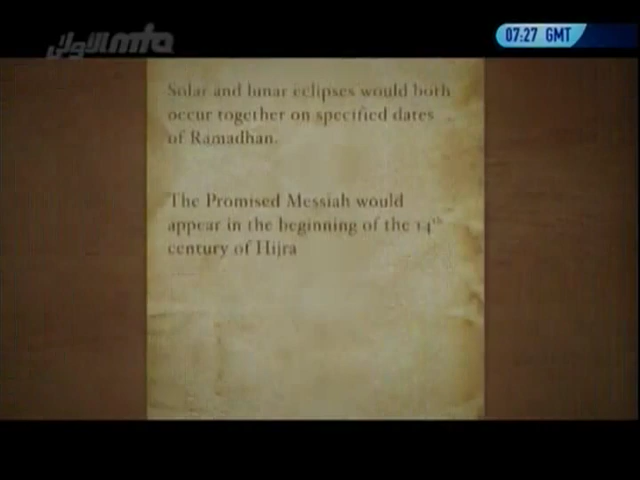 الأولى mta
07:27 GMT
Solar and lunar eclipses would both
occur together on specified dates
of Ramadhan.
The Promised Messiah would
appear in the beginning of the 14th
century of Hijra